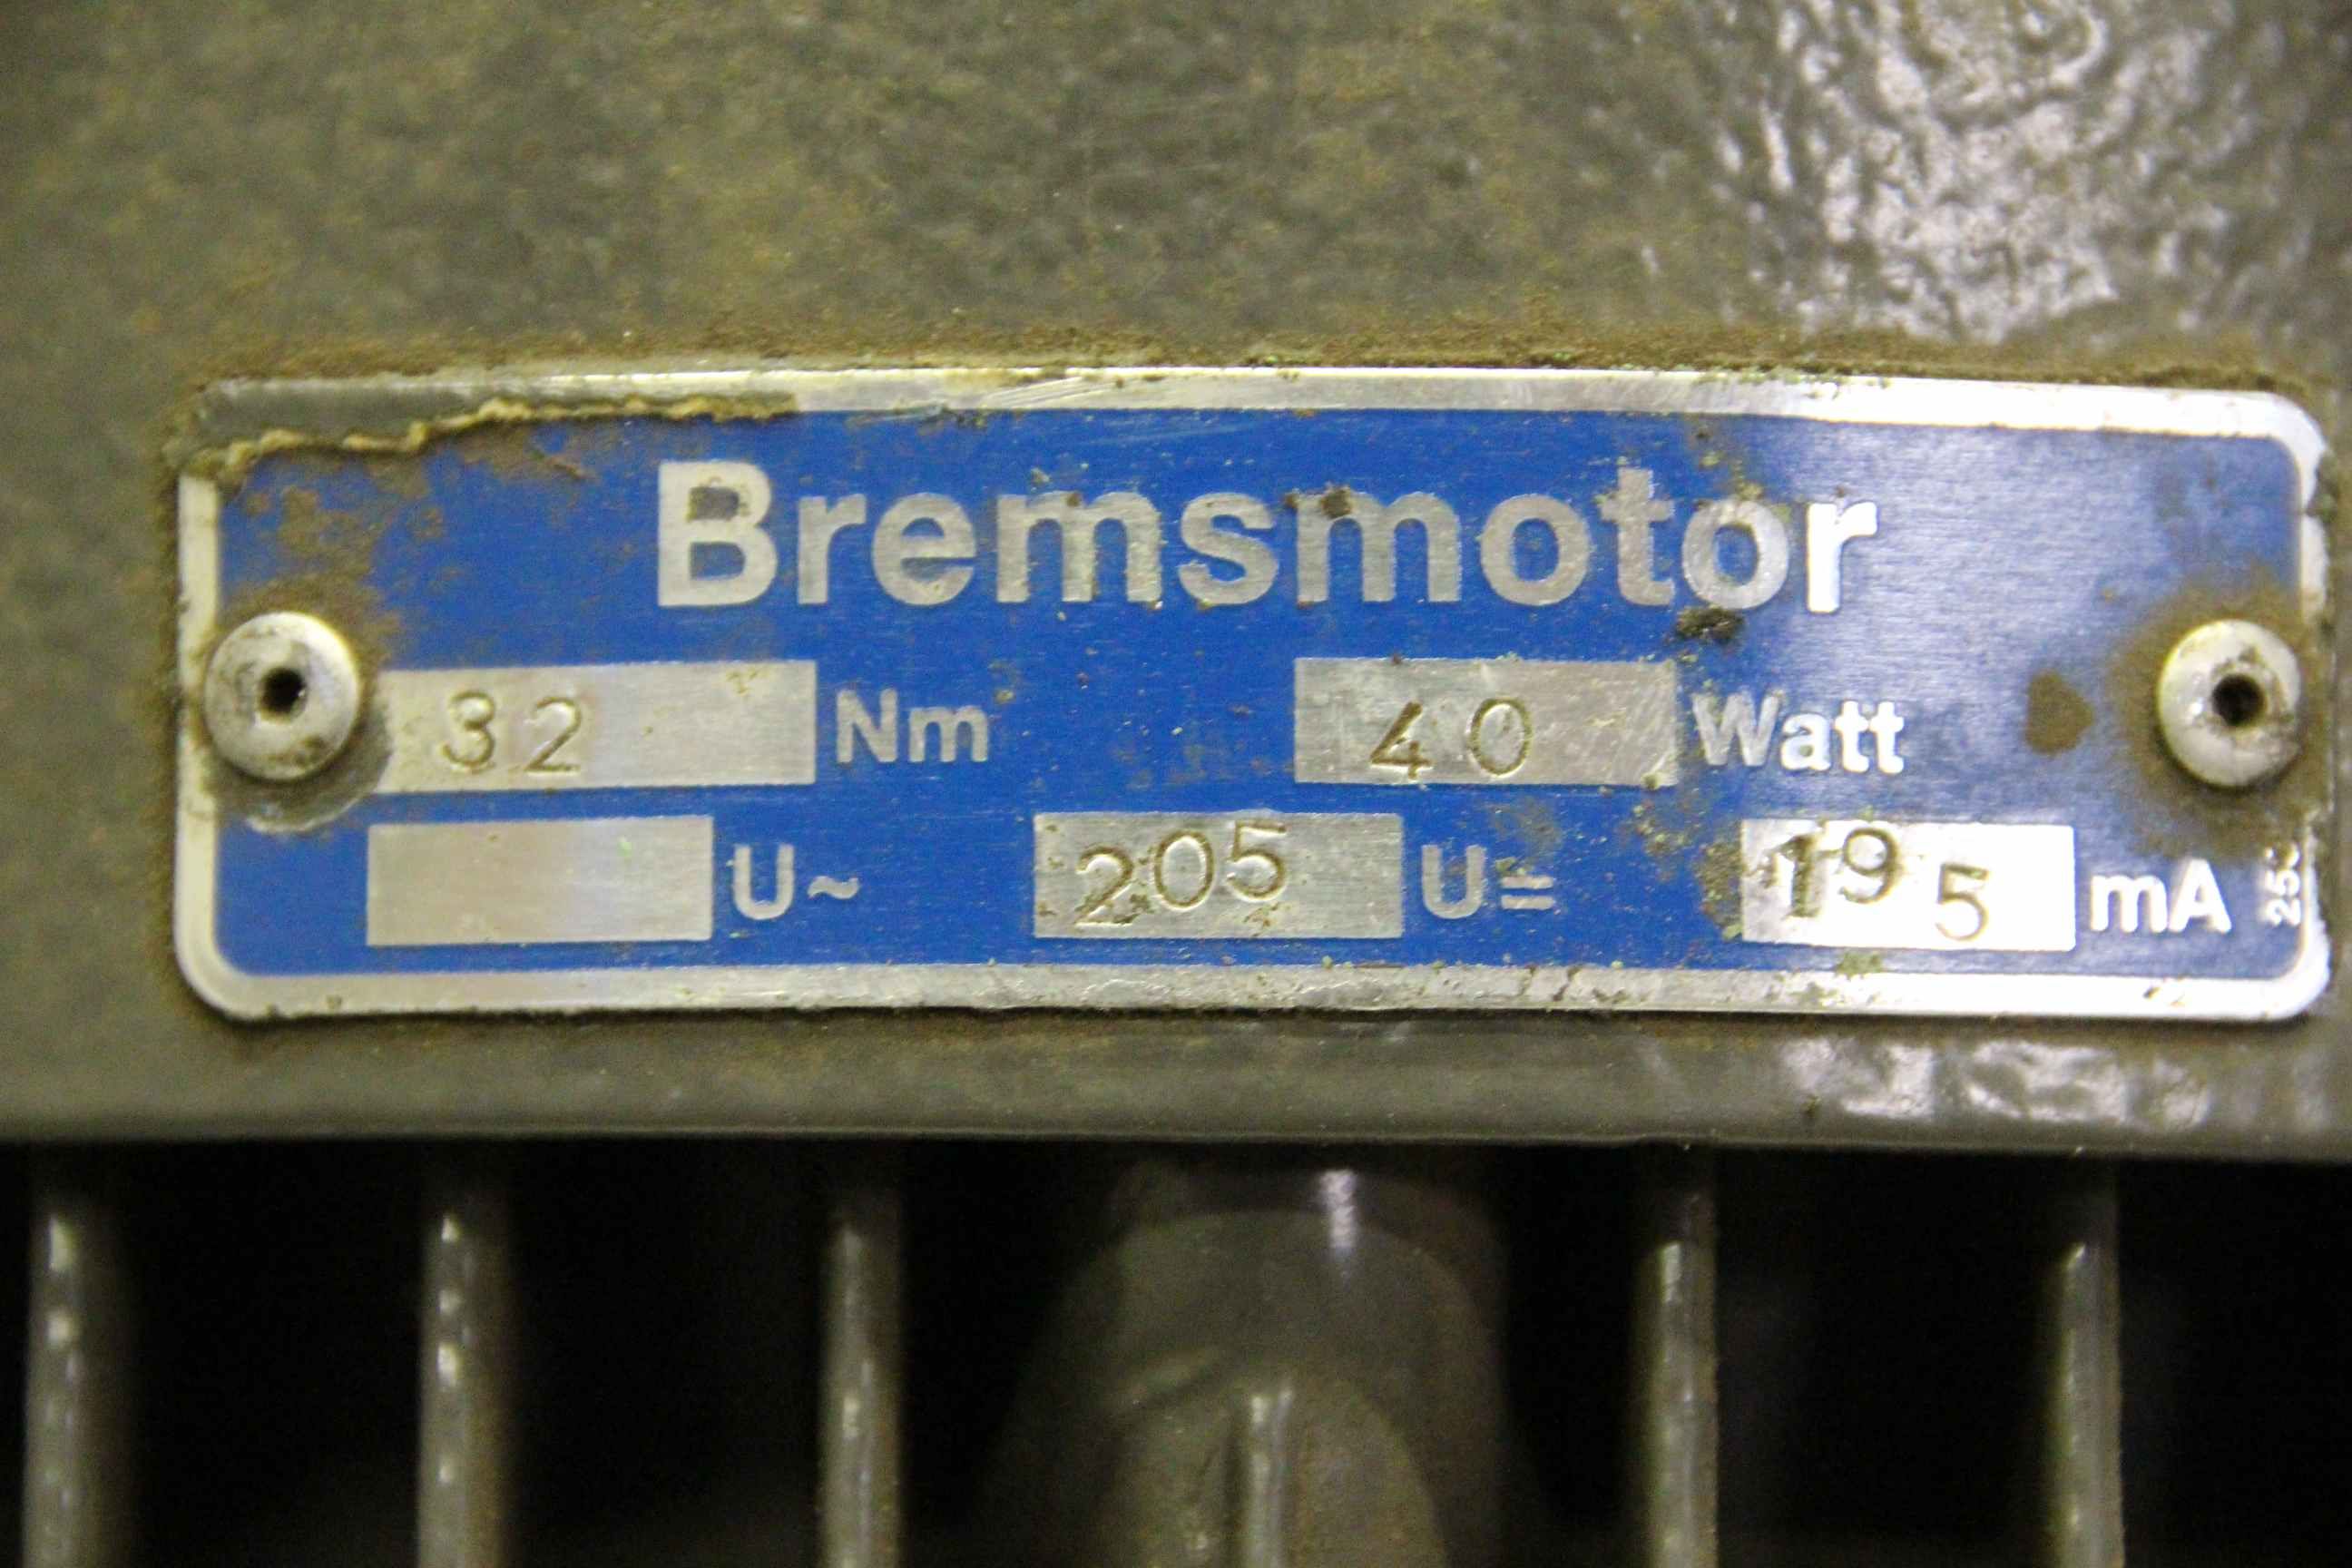 Bremsmotor
32 Nm 40 Watt
U~ 205 U= 195 mA